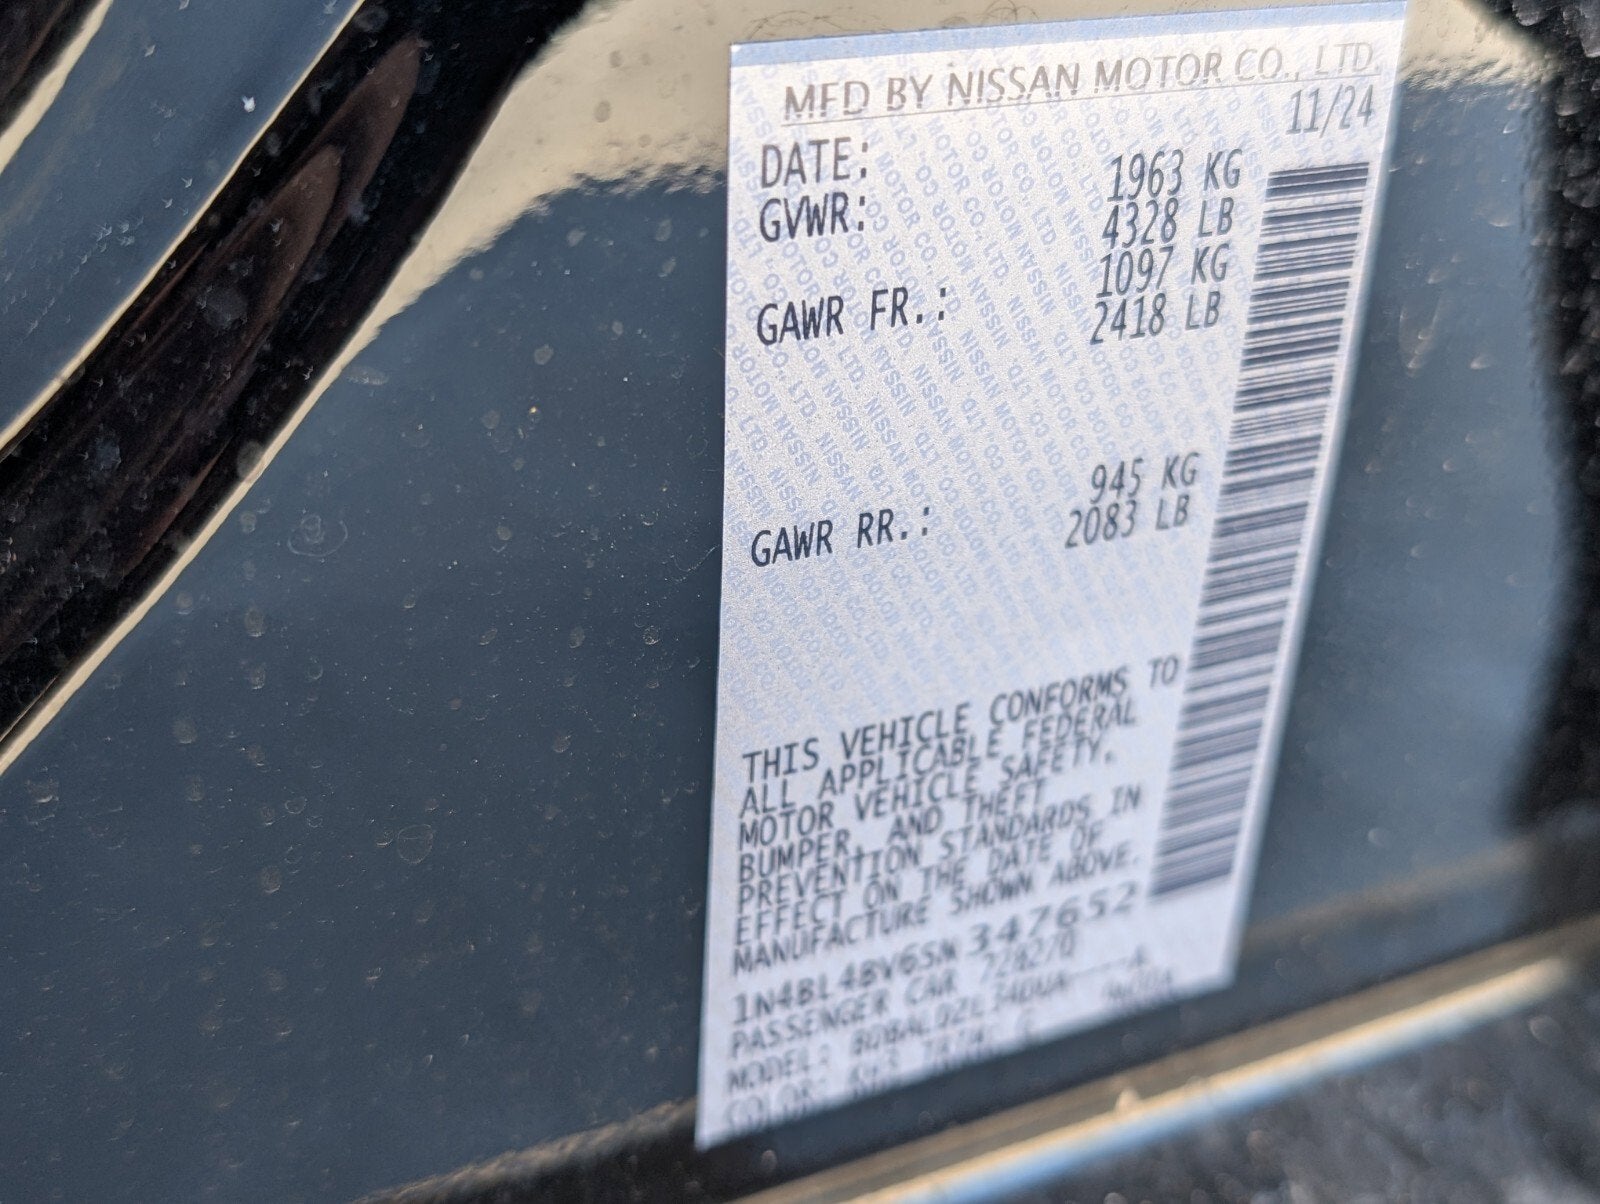 MFD BY NISSAN MOTOR CO., LTD.
DATE: 11/24
GVWR: 1963 KG
4328 LB
GAWR FR.: 1097 KG
2418 LB
GAWR RR.: 945 KG
2083 LB
THIS VEHICLE CONFORMS TO
ALL APPLICABLE FEDERAL
MOTOR VEHICLE SAFETY,
BUMPER, AND THEFT
PREVENTION STANDARDS IN
EFFECT ON THE DATE OF
MANUFACTURE SHOWN ABOVE.
1N4BL4BV6SN347652
PASSENGER CAR
MODEL:
COLOR: